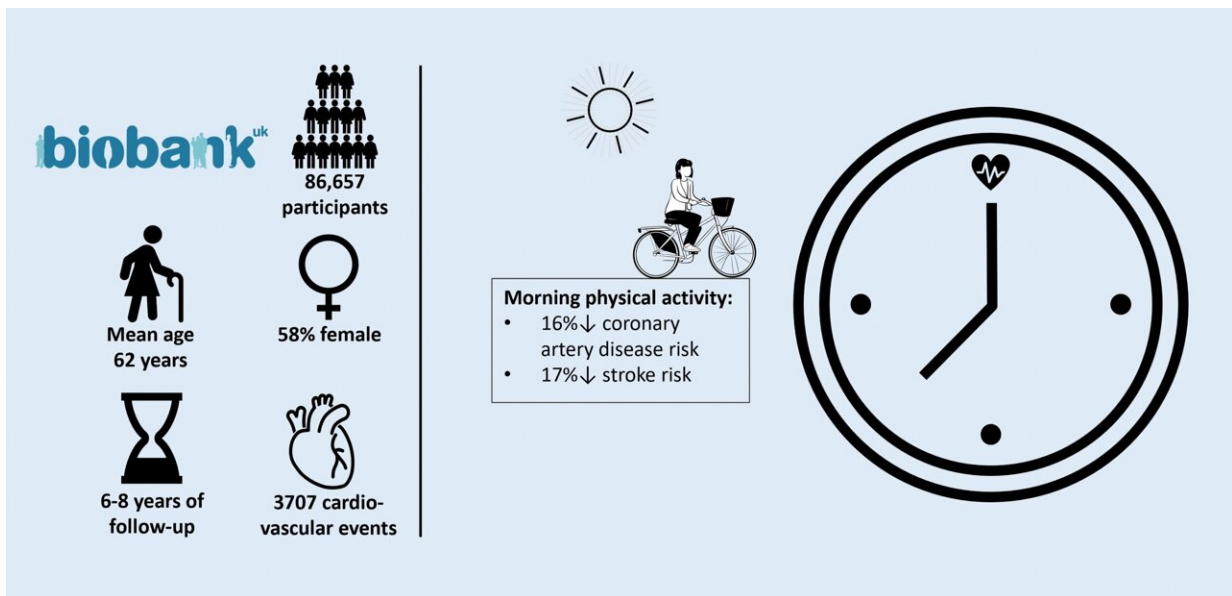 biobank uk
86,657
participants
Mean age
62 years
58% female
6-8 years of
follow-up
3707 cardio-
vascular events
Morning physical activity:
• 16%↓ coronary
artery disease risk
• 17%↓ stroke risk